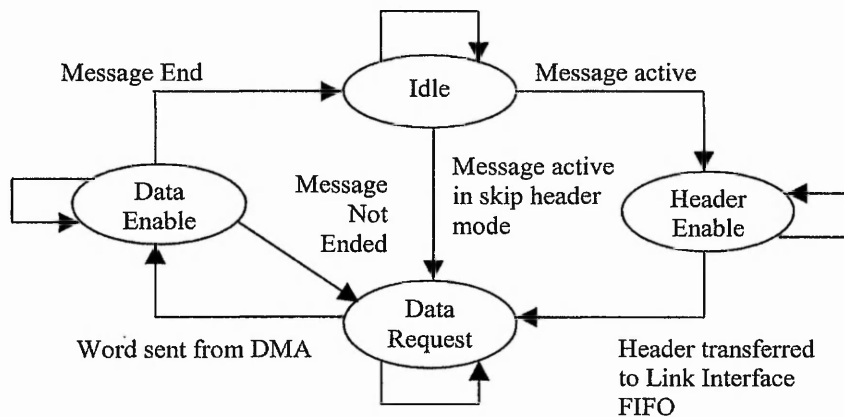 Message End
Idle
Message active
Data
Enable
Message
Not
Ended
Message active
in skip header
mode
Header
Enable
Data
Request
Word sent from DMA
Header transferred
to Link Interface
FIFO